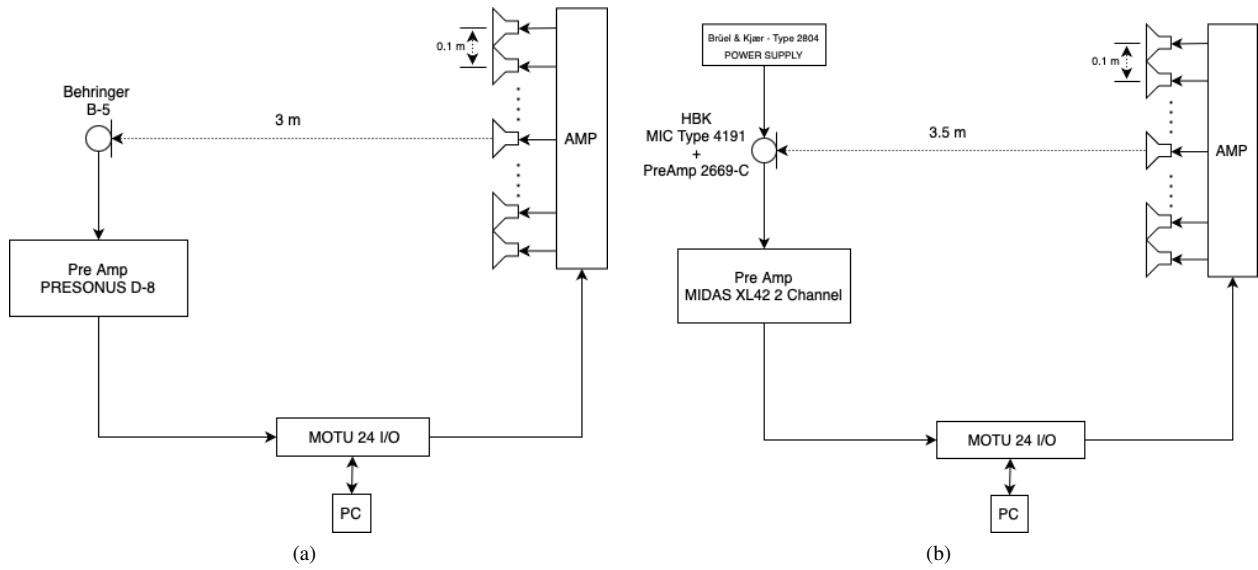 Behringer
B-5
3 m
0.1 m
AMP
Pre Amp
PRESONUS D-8
MOTU 24 I/O
PC
(a)
Brüel & Kjær - Type 2804
POWER SUPPLY
HBK
MIC Type 4191
+
PreAmp 2669-C
3.5 m
0.1 m
AMP
Pre Amp
MIDAS XL42 2 Channel
MOTU 24 I/O
PC
(b)